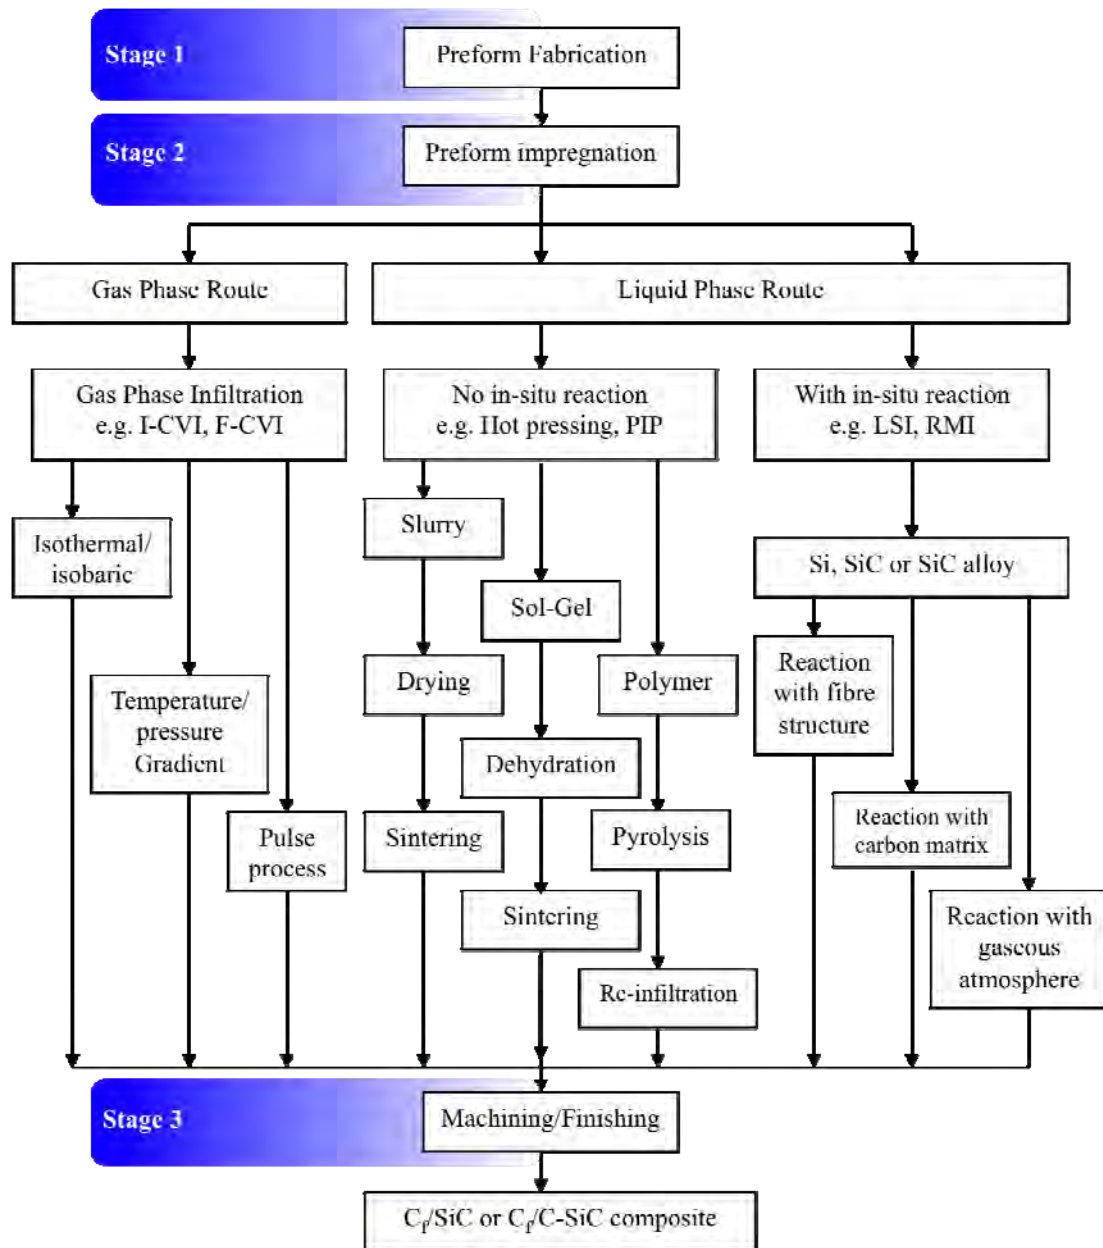 Stage 1
Preform Fabrication
Stage 2
Preform impregnation
Gas Phase Route
Liquid Phase Route
Gas Phase Infiltration
e.g. I-CVI, F-CVI
No in-situ reaction
e.g. Hot pressing, PIP
With in-situ reaction
e.g. LSI, RMI
Isothermal/
isobaric
Temperature/
pressure
Gradient
Pulse
process
Slurry
Drying
Sintering
Sol-Gel
Dehydration
Sintering
Polymer
Pyrolysis
Re-infiltration
Si, SiC or SiC alloy
Reaction
with fibre
structure
Reaction with
carbon matrix
Reaction with
gaseous
atmosphere
Stage 3
Machining/Finishing
Cf/SiC or Cf/C-SiC composite